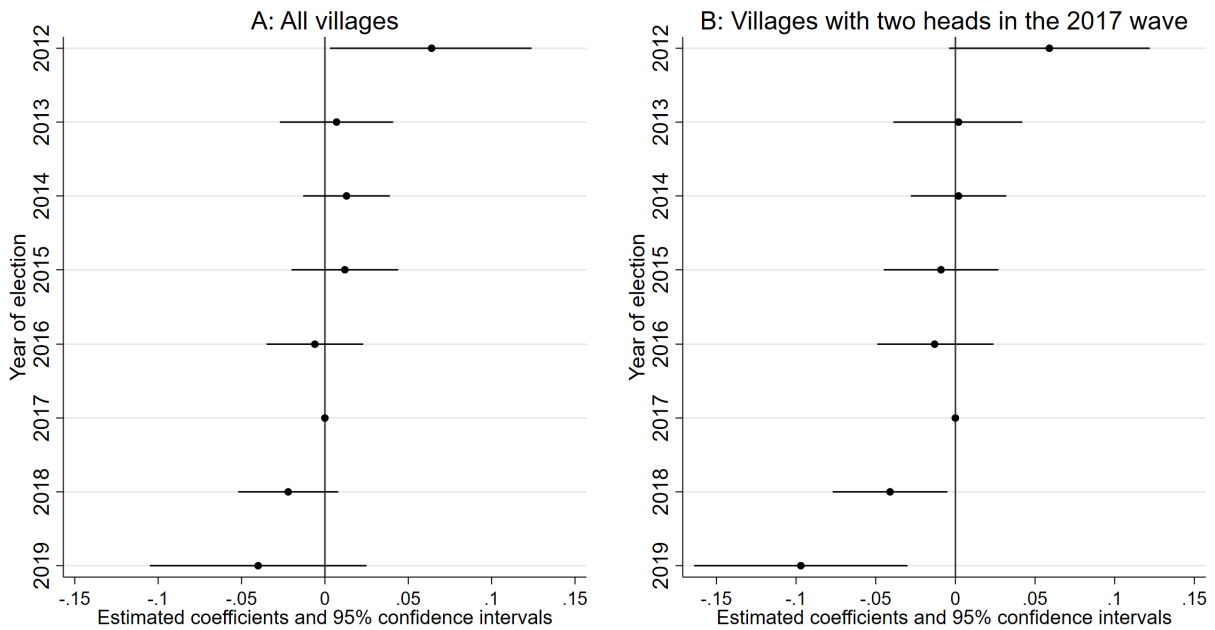 A: All villages
Year of election
2012
2013
2014
2015
2016
2017
2018
2019
-.15 -.1 -.05 0 .05 .1 .15
Estimated coefficients and 95% confidence intervals
B: Villages with two heads in the 2017 wave
Year of election
2012
2013
2014
2015
2016
2017
2018
2019
-.15 -.1 -.05 0 .05 .1 .15
Estimated coefficients and 95% confidence intervals